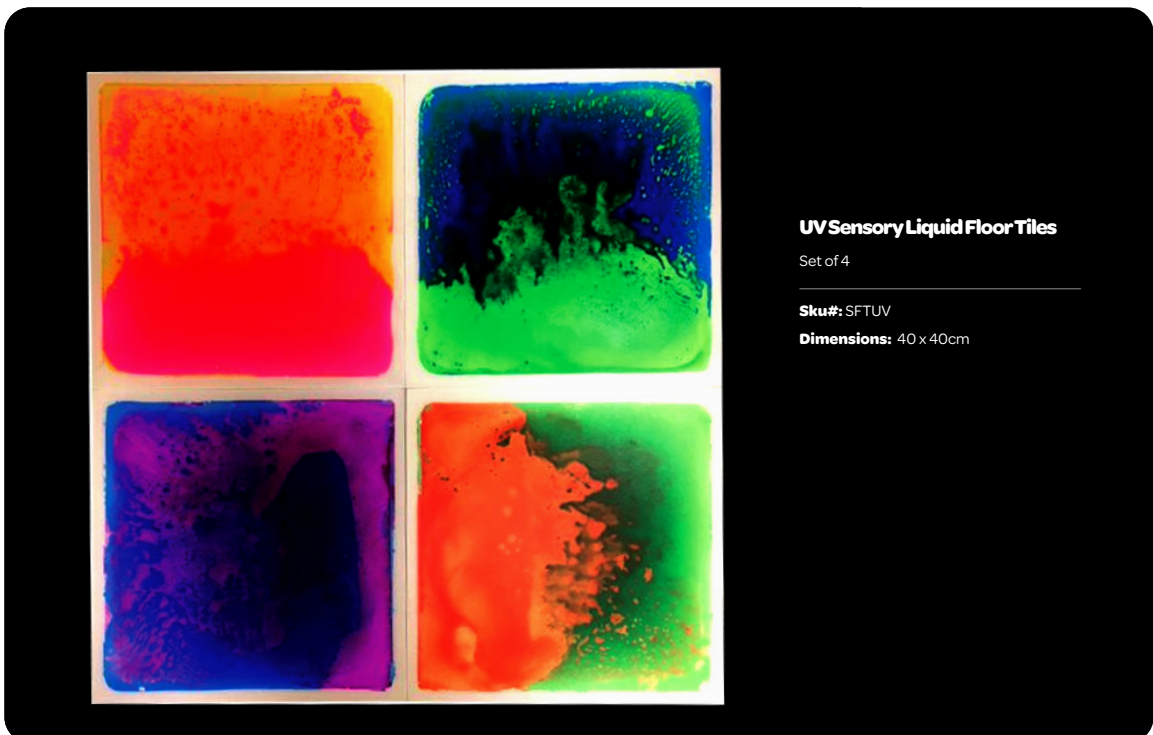 UV Sensory Liquid Floor Tiles
Set of 4
Sku#: SFTUV
Dimensions: 40 x 40cm